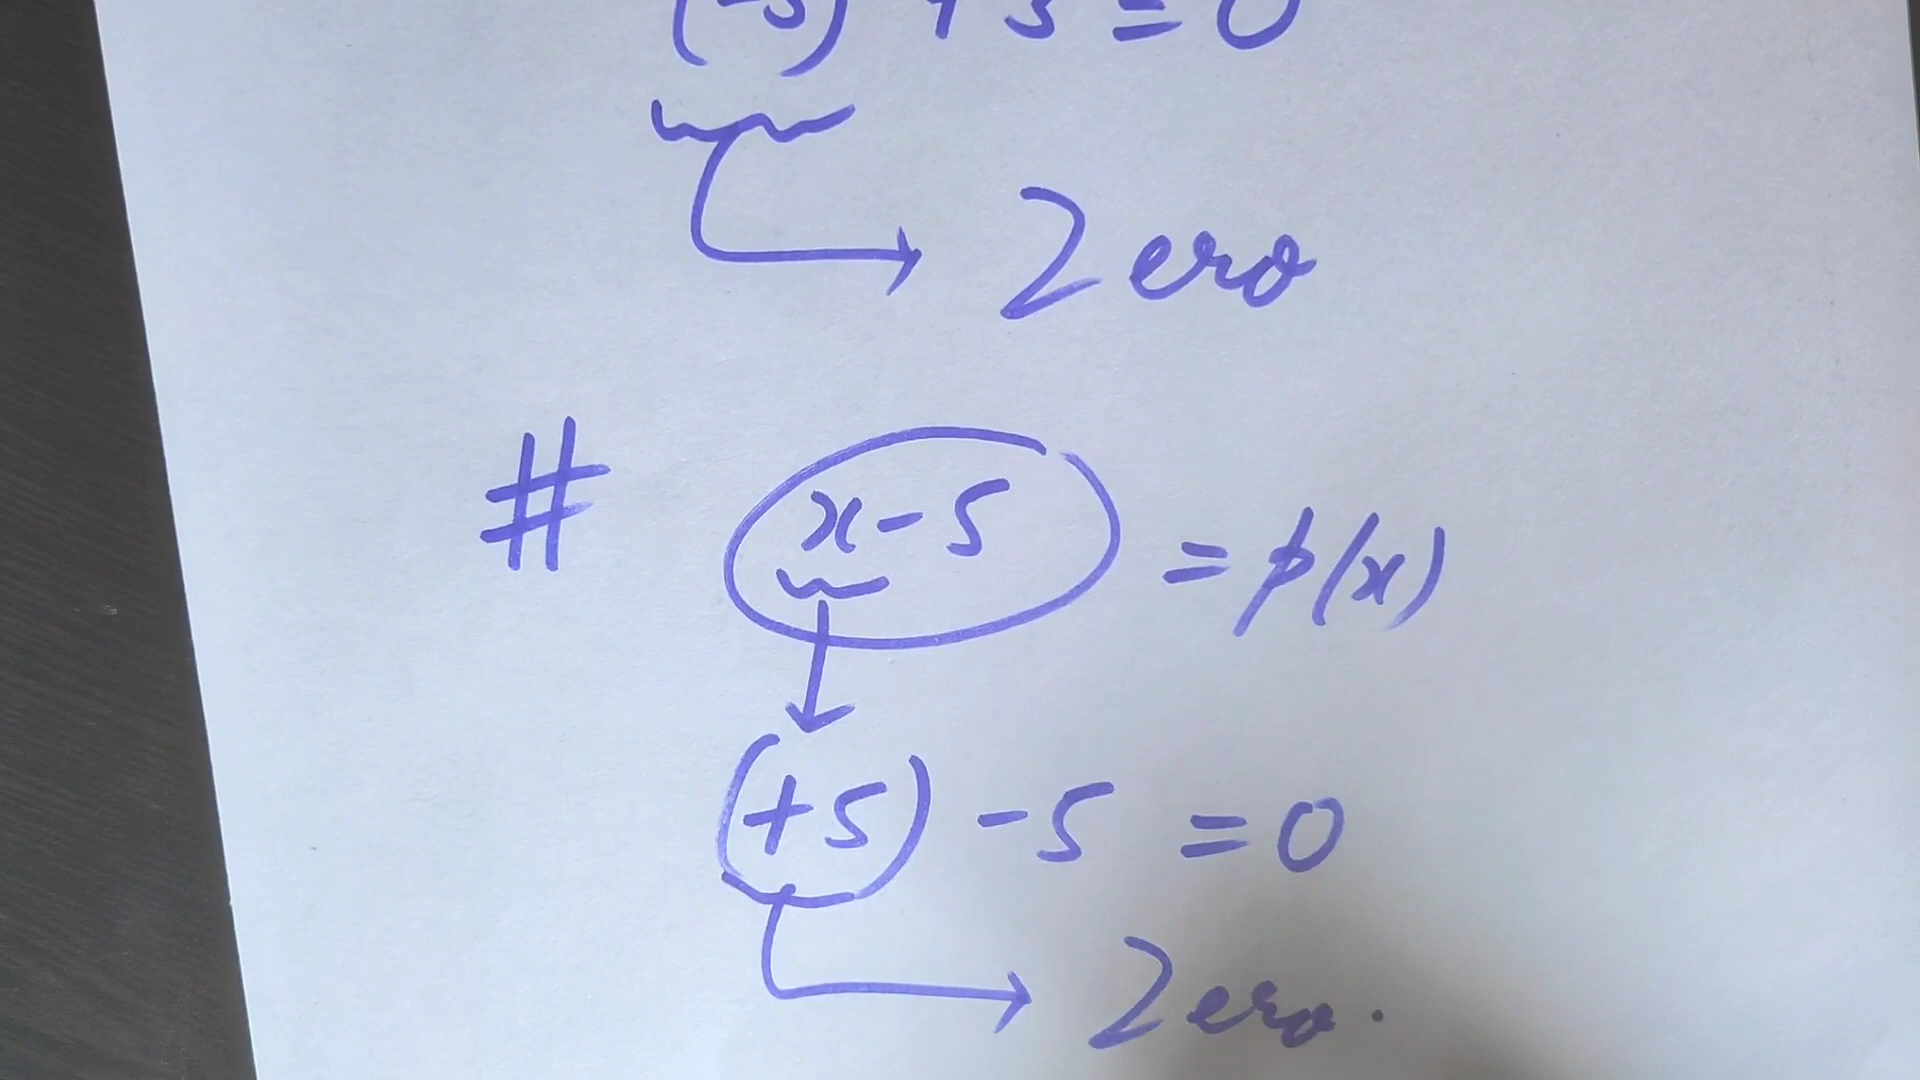 (-5) + 5 = 0
Zero
# x-5 = p(x)
(+5) -5 = 0
Zero.